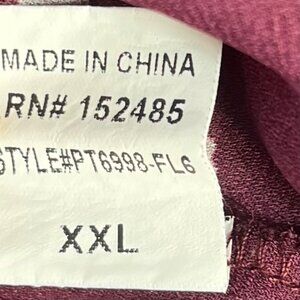 MADE IN CHINA
RN# 152485
STYLE#PT6998-FL6
XXL